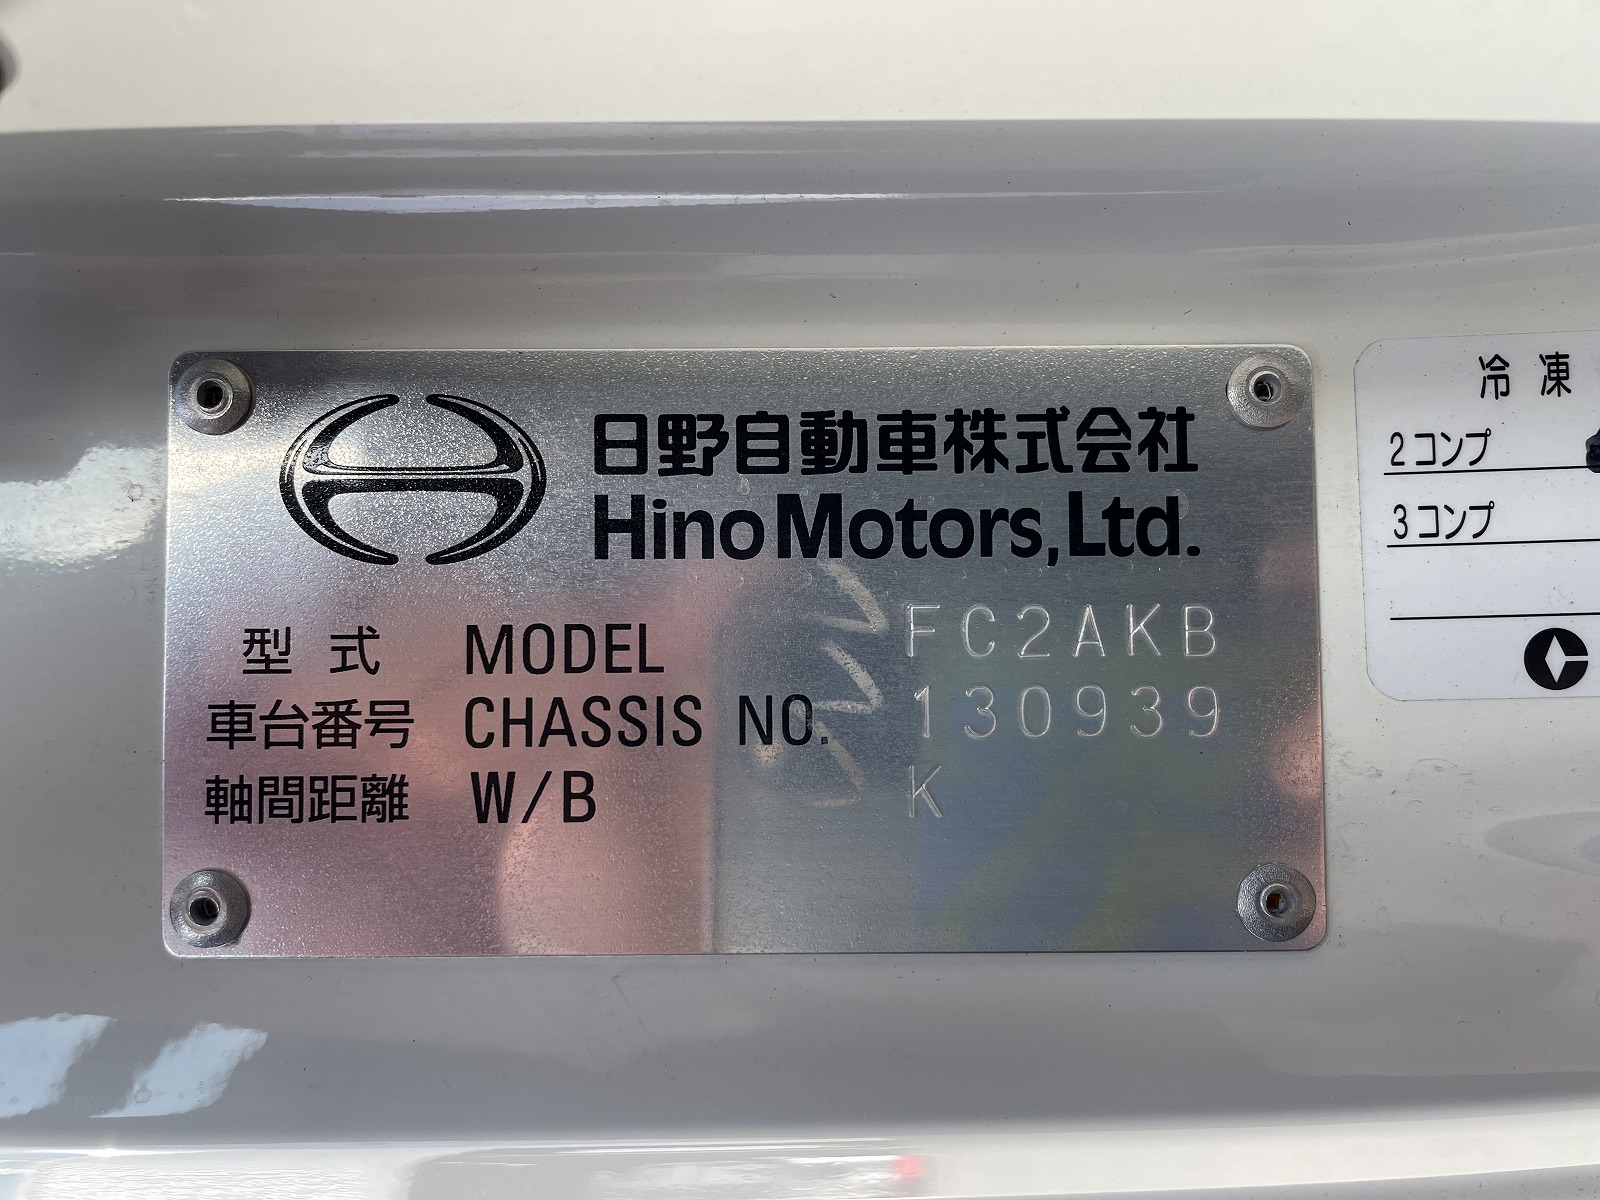 日野自動車株式会社
Hino Motors, Ltd.
型式 MODEL FC2AKB
車台番号 CHASSIS NO. 130939
軸間距離 W/B K
冷凍
2コンプ
3コンプ